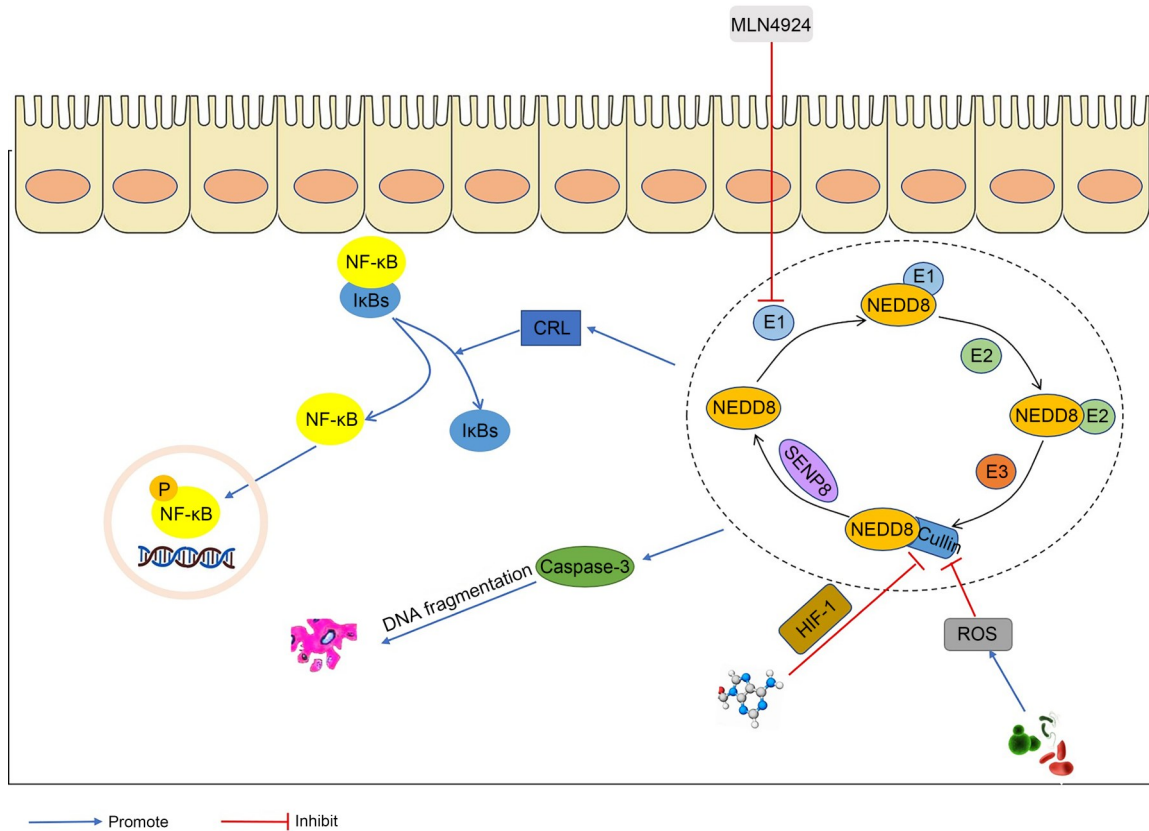 MLN4924
NF-κB
IκBs
CRL
NF-κB
IκBs
P
NF-κB
E1
NEDD8
E1
E2
NEDD8
NEDD8
E2
E3
SENP8
NEDD8
Cullin
Caspase-3
DNA fragmentation
HIF-1
ROS
Promote
Inhibit